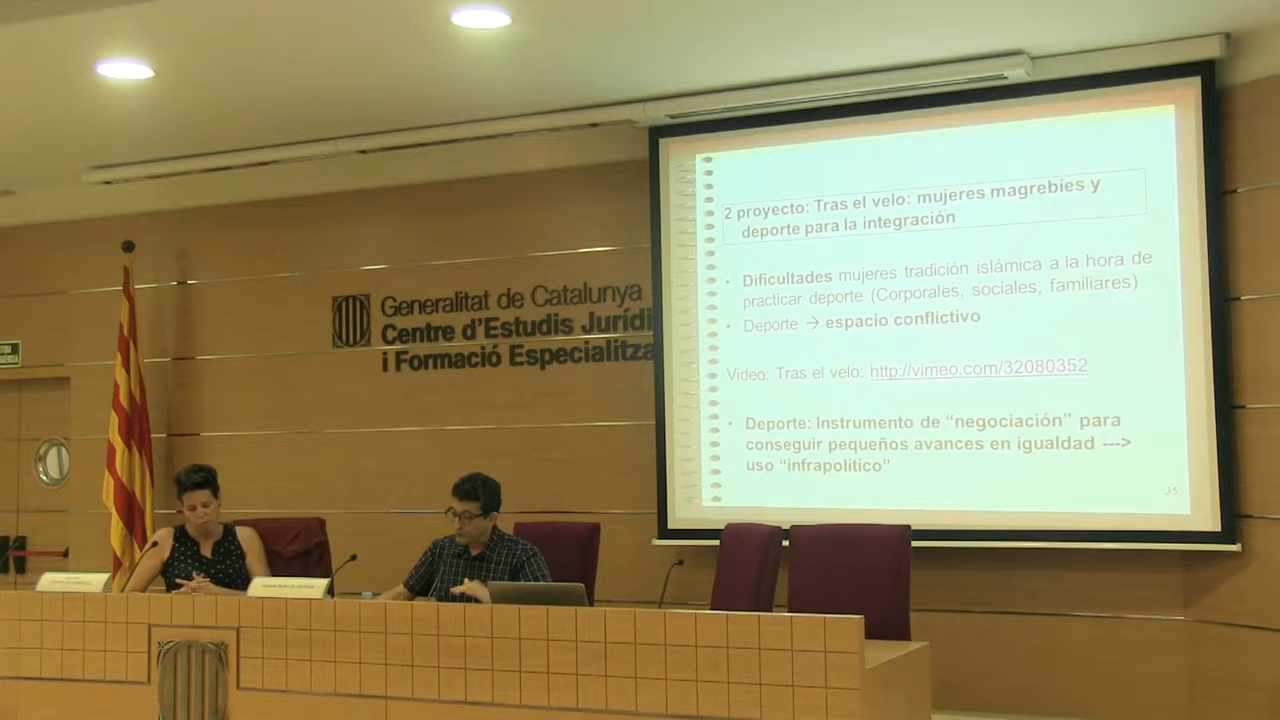 Generalitat de Catalunya
Centre d'Estudis Jurídi
i Formació Especialitza
2 proyecto: Tras el velo: mujeres magrebíes y
deporte para la integración
• Dificultades mujeres tradición islámica a la hora de
practicar deporte (Corporales, sociales, familiares)
• Deporte → espacio conflictivo
Video: Tras el velo: http://vimeo.com/32080352
• Deporte: Instrumento de “negociación” para
conseguir pequeños avances en igualdad --->
uso “infrapolítico”
35